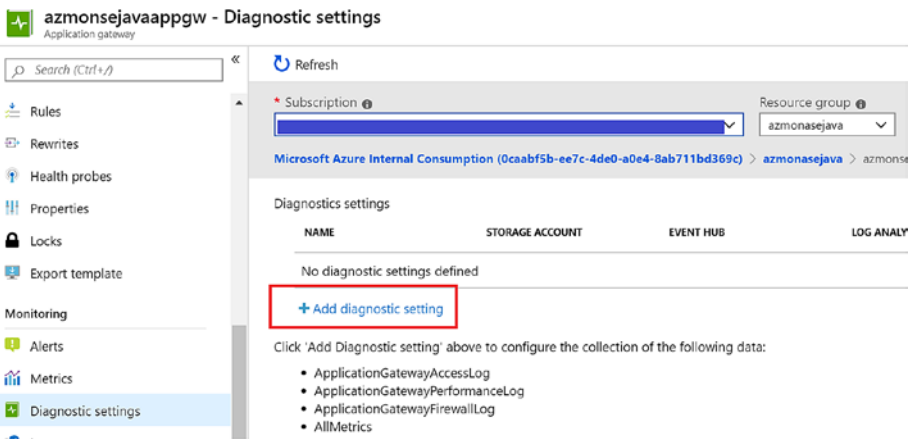 azmonsejavaappgw - Diagnostic settings
Application gateway
Search (Ctrl+/)
«
Rules
Rewrites
Health probes
Properties
Locks
Export template
Monitoring
Alerts
Metrics
Diagnostic settings
Refresh
* Subscription
Resource group
azmonasejava
Microsoft Azure Internal Consumption (0caabf5b-ee7c-4de0-a0e4-8ab711bd369c) > azmonasejava > azmonse
Diagnostics settings
NAME STORAGE ACCOUNT EVENT HUB LOG ANALY
No diagnostic settings defined
+ Add diagnostic setting
Click 'Add Diagnostic setting' above to configure the collection of the following data:
• ApplicationGatewayAccessLog
• ApplicationGatewayPerformanceLog
• ApplicationGatewayFirewallLog
• AllMetrics